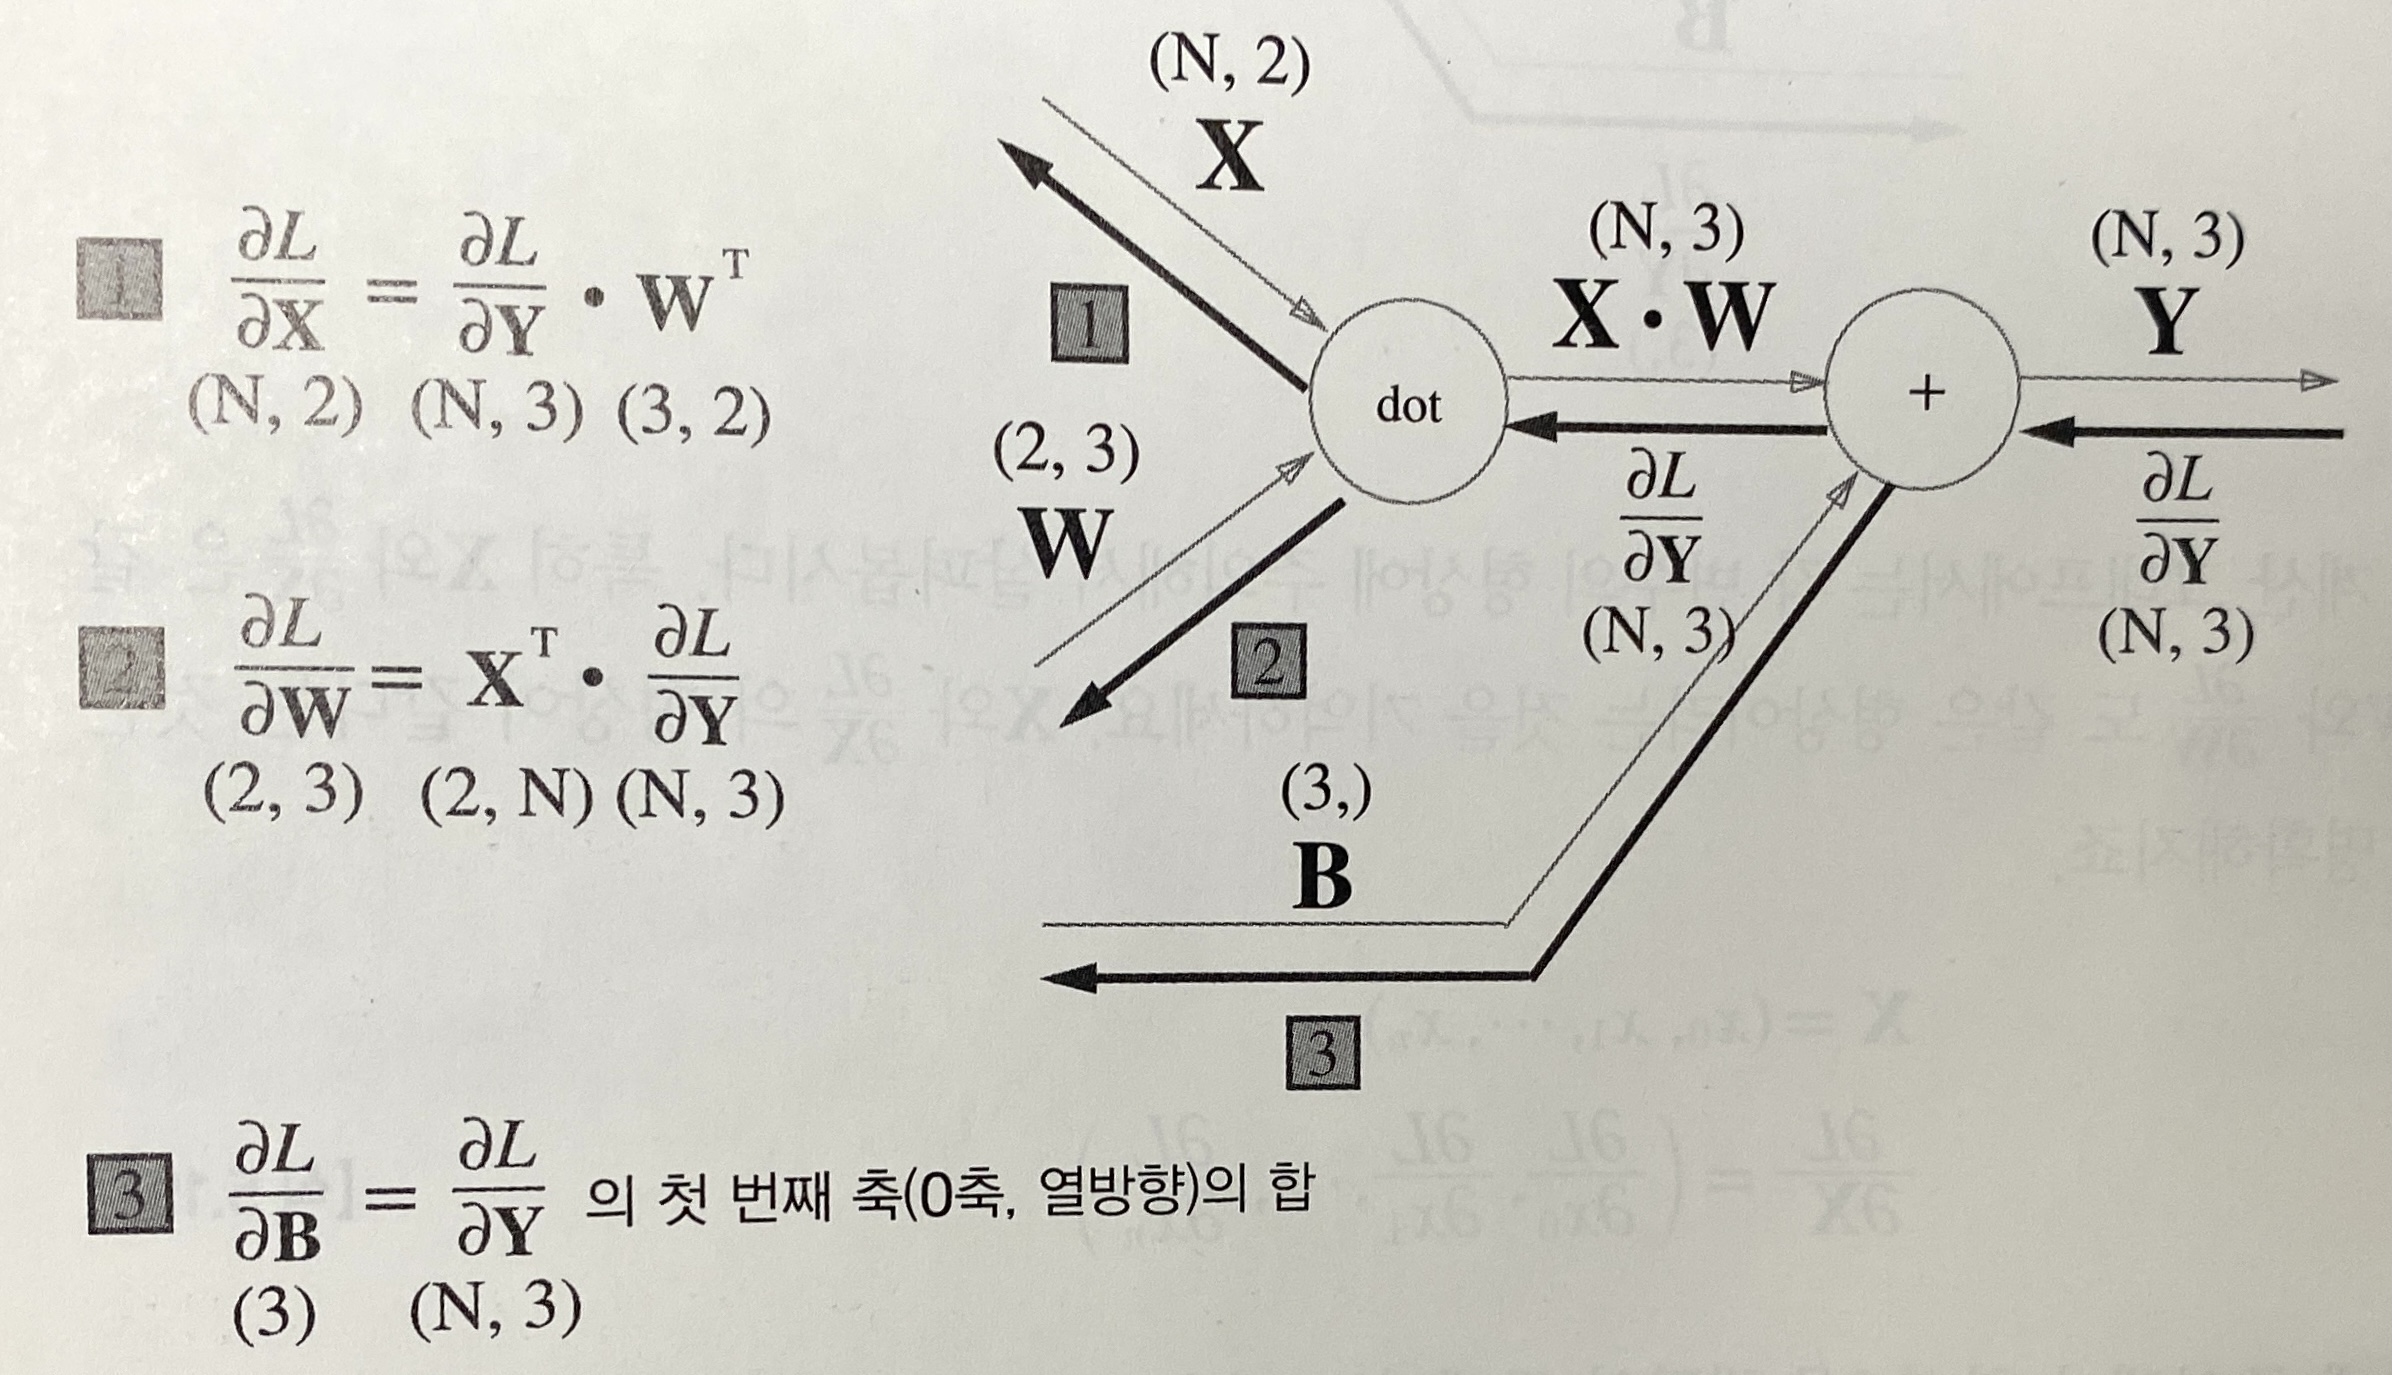 (N, 2)
X
1
∂L/∂X = ∂L/∂Y · W^T
(N, 2) (N, 3) (3, 2)
1
(N, 3)
X · W
(N, 3)
Y
dot
+
(2, 3)
W
∂L/∂Y
(N, 3)
∂L/∂Y
(N, 3)
2
∂L/∂W = X^T · ∂L/∂Y
(2, 3) (2, N) (N, 3)
2
(3,)
B
3
3
∂L/∂B = ∂L/∂Y 의 첫 번째 축(0축, 열방향)의 합
(3) (N, 3)